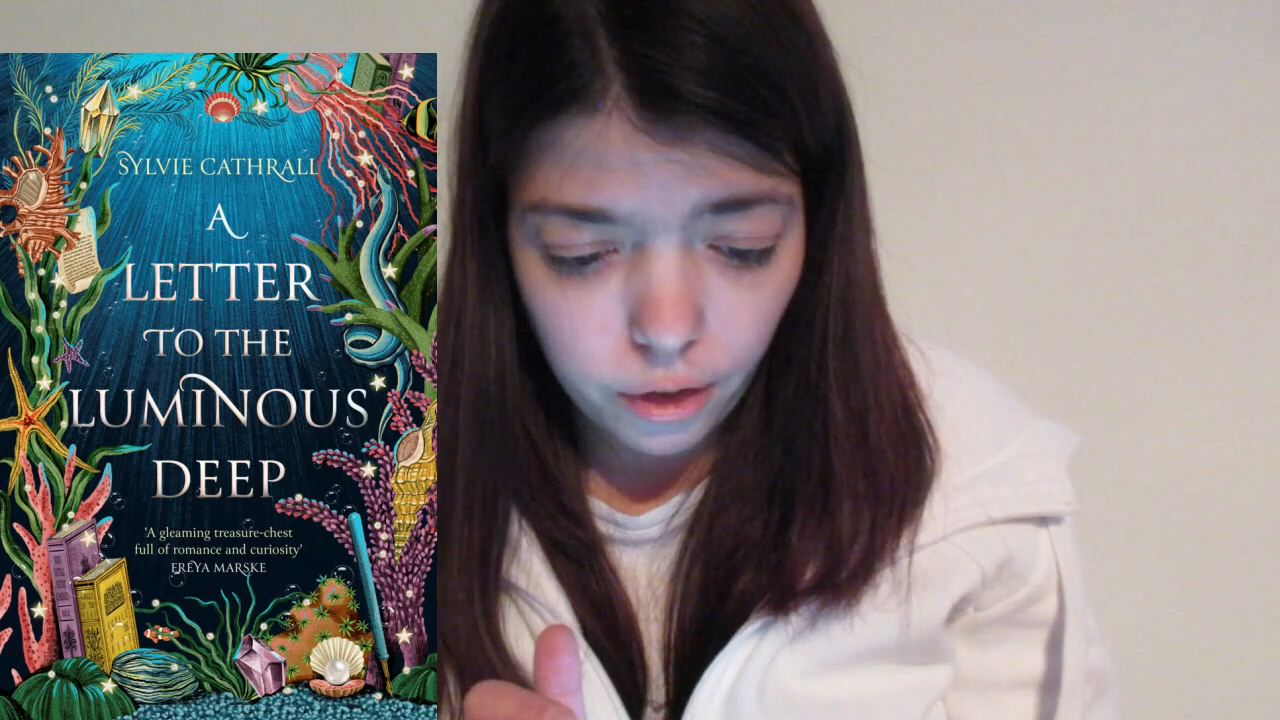 SYLVIE CATHRALL
A
LETTER
TO THE
LUMINOUS
DEEP
'A gleaming treasure-chest
full of romance and curiosity'
FREYA MARSKE